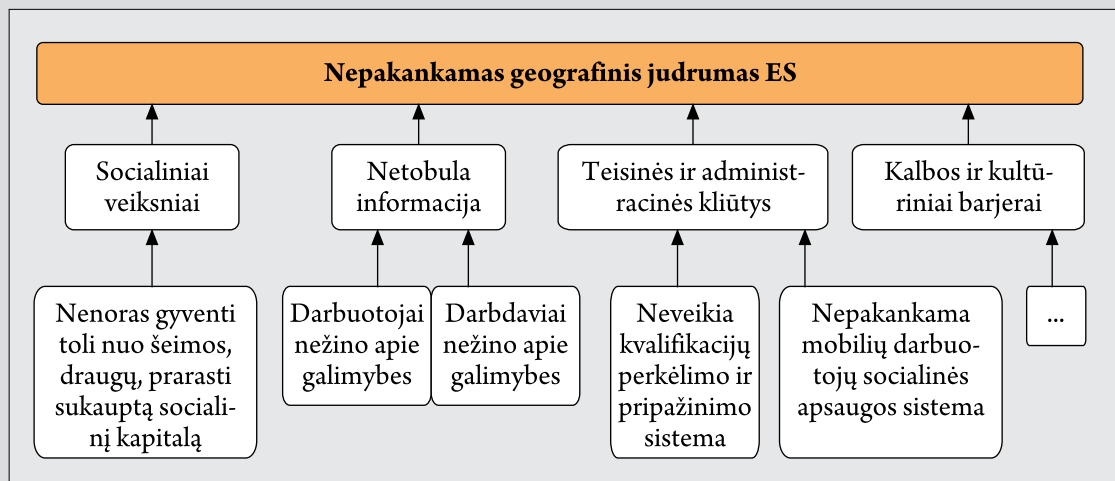 Nepakankamas geografinis judrumas ES
Socialiniai
veiksniai
Netobula
informacija
Teisinės ir administ-
racinės kliūtys
Kalbos ir kultū-
riniai barjerai
Nenoras gyventi
toli nuo šeimos,
draugų, prarasti
sukauptą sociali-
nį kapitalą
Darbuotojai
nežino apie
galimybes
Darbdaviai
nežino apie
galimybes
Neveikia
kvalifikacijų
perkėlimo ir
pripažinimo
sistema
Nepakankama
mobilių darbuo-
tojų socialinės
apsaugos sistema
...